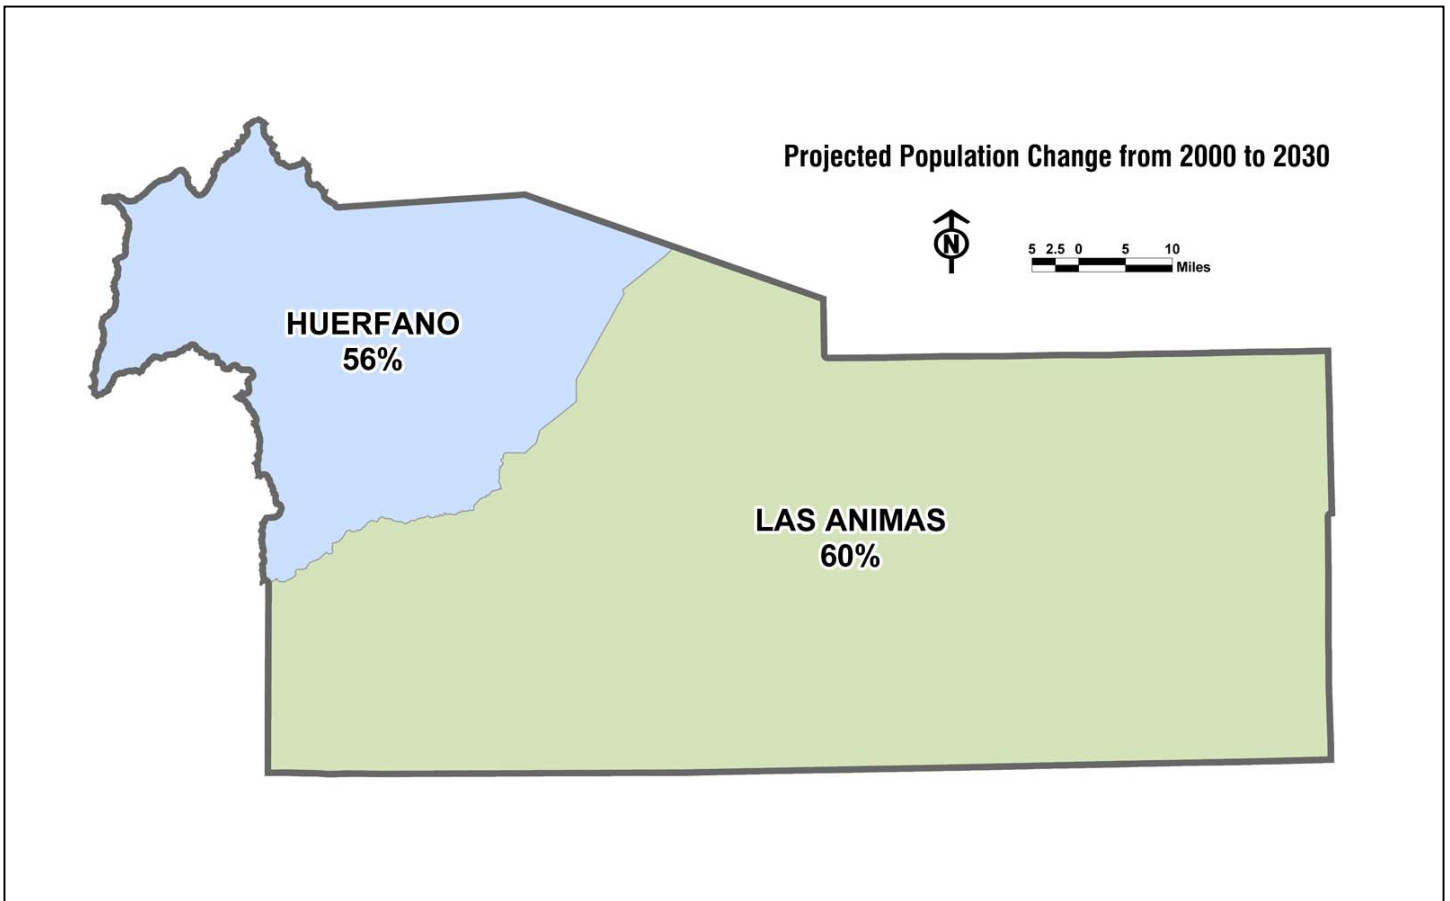 Projected Population Change from 2000 to 2030
N
5 2.5 0 5 10
Miles
HUERFANO
56%
LAS ANIMAS
60%